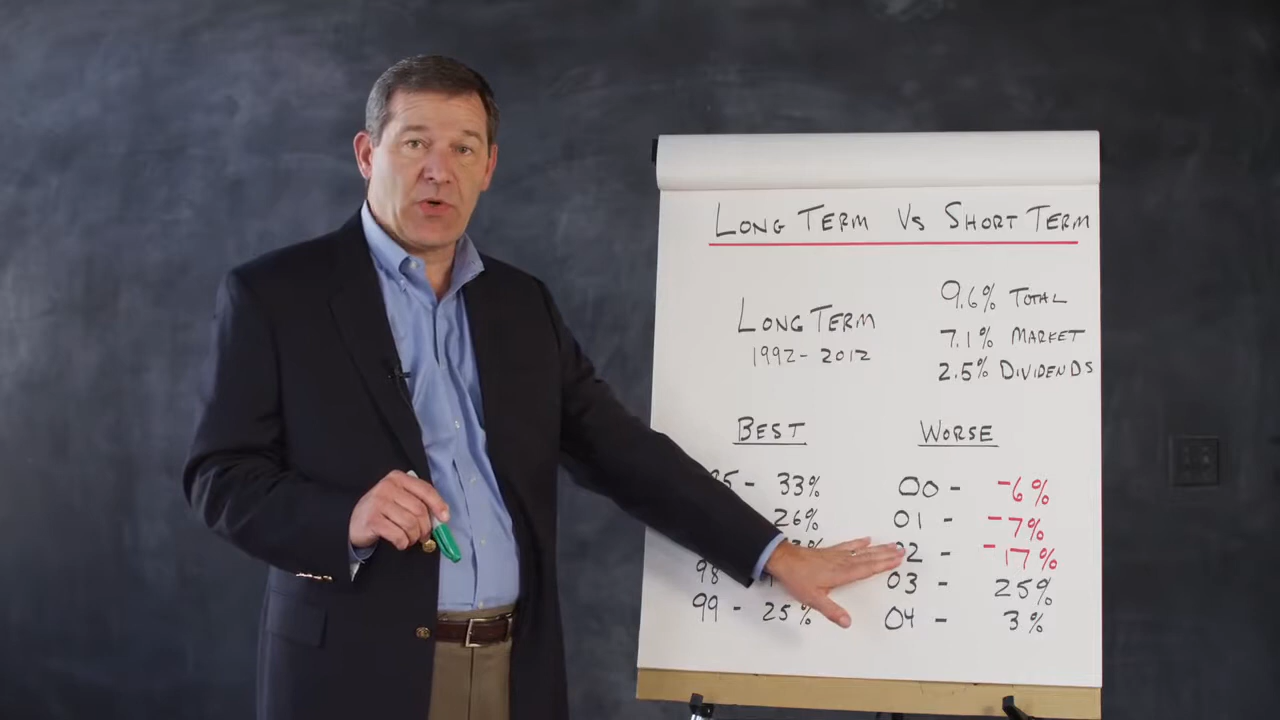 LONG TERM VS SHORT TERM
LONG TERM
1992-2012
9.6% TOTAL
7.1% MARKET
2.5% DIVIDENDS
BEST
33%
26%
98
99 - 25%
WORSE
00 - -6%
01 - -7%
02 - -17%
03 - 25%
04 - 3%